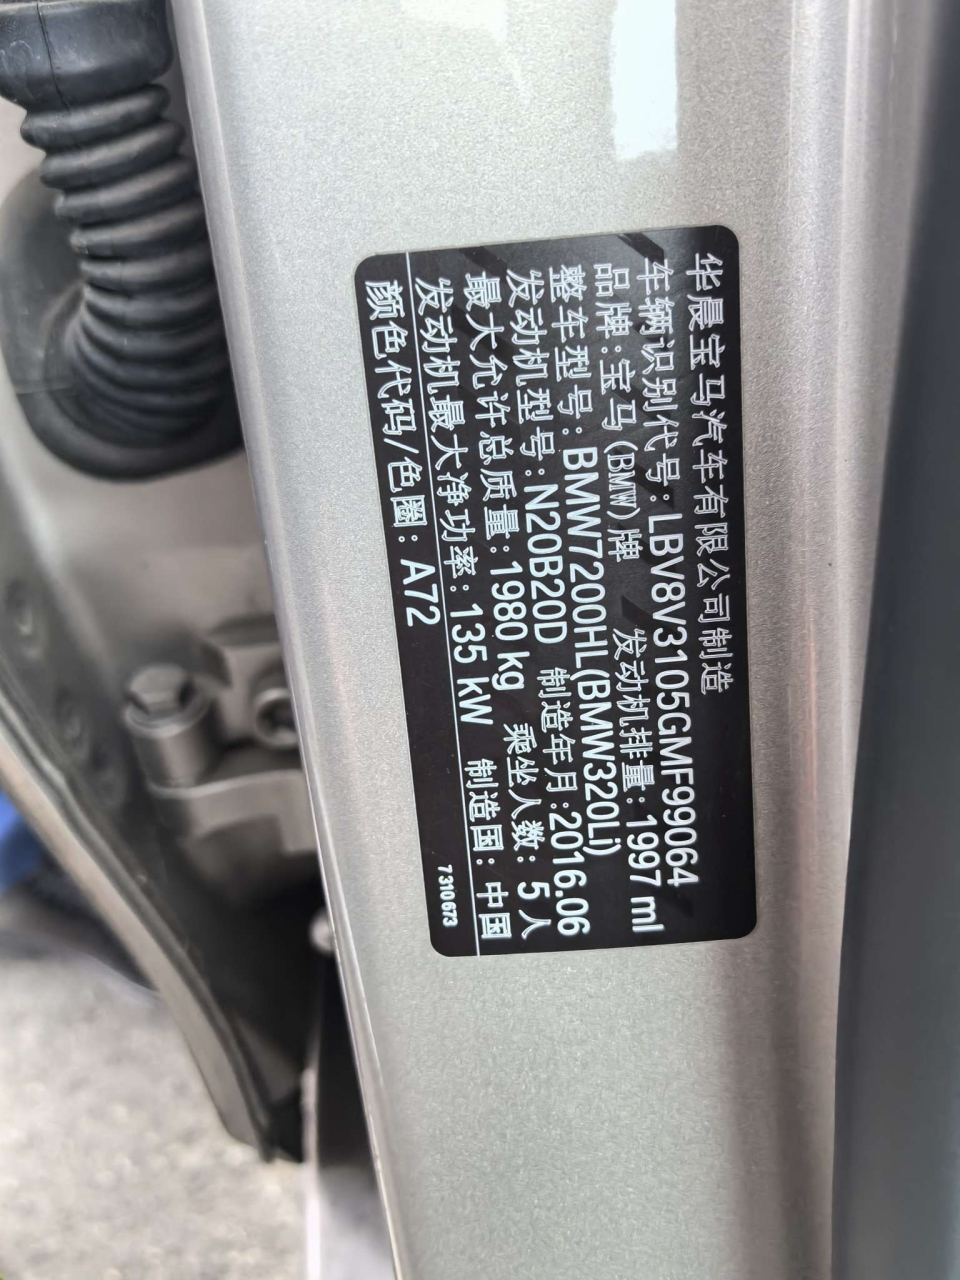 华晨宝马汽车有限公司制造
车辆识别代号:LBV8V3105GMF99064
品牌:宝马(BMW)牌 发动机排量:1997 ml
整车型号:BMW7200HL(BMW320Li)
发动机型号:N20B20D 制造年月:2016.06
最大允许总质量:1980 kg 乘坐人数:5人
发动机最大净功率:135 kW 制造国:中国
颜色代码/色圈:A72 7310673